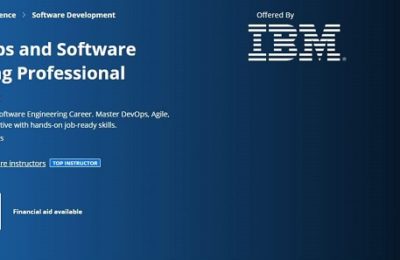 ence > Software Development
Offered By
IBM®
ps and Software
ng Professional
oftware Engineering Career. Master DevOps, Agile,
tive with hands-on job-ready skills.
s
re instructors TOP INSTRUCTOR
Financial aid available